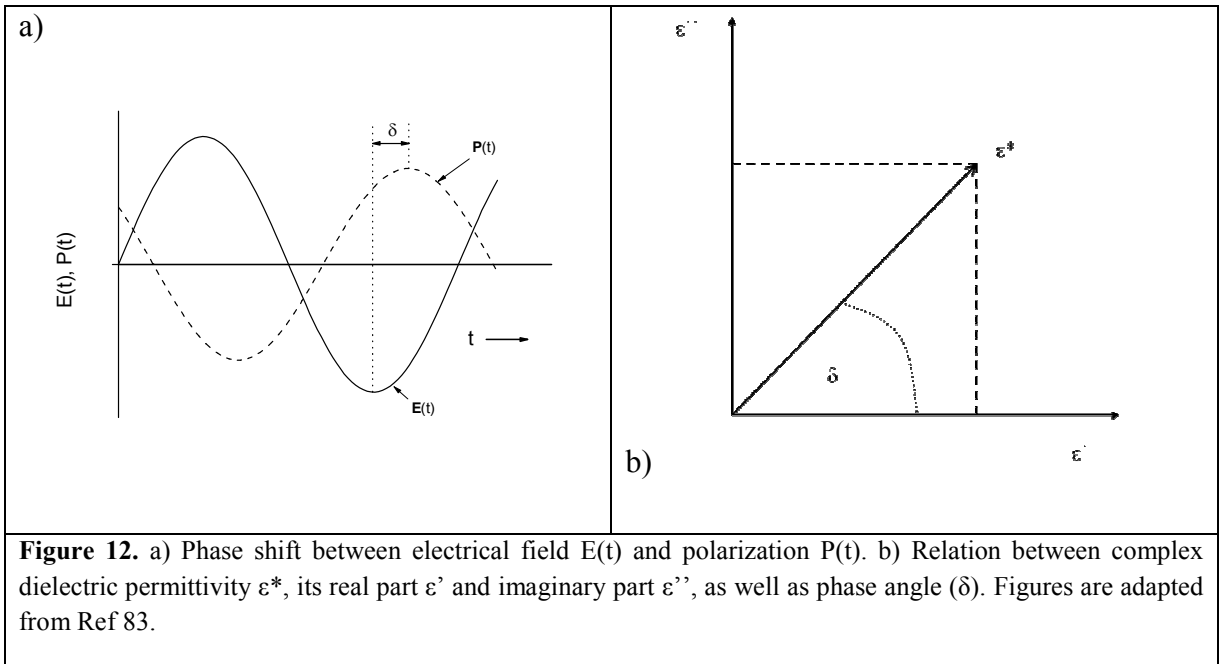 a)
δ
P(t)
E(t), P(t)
t
E(t)
ε''
ε*
δ
ε'
b)
Figure 12. a) Phase shift between electrical field E(t) and polarization P(t). b) Relation between complex
dielectric permittivity ε*, its real part ε’ and imaginary part ε’’, as well as phase angle (δ). Figures are adapted
from Ref 83.